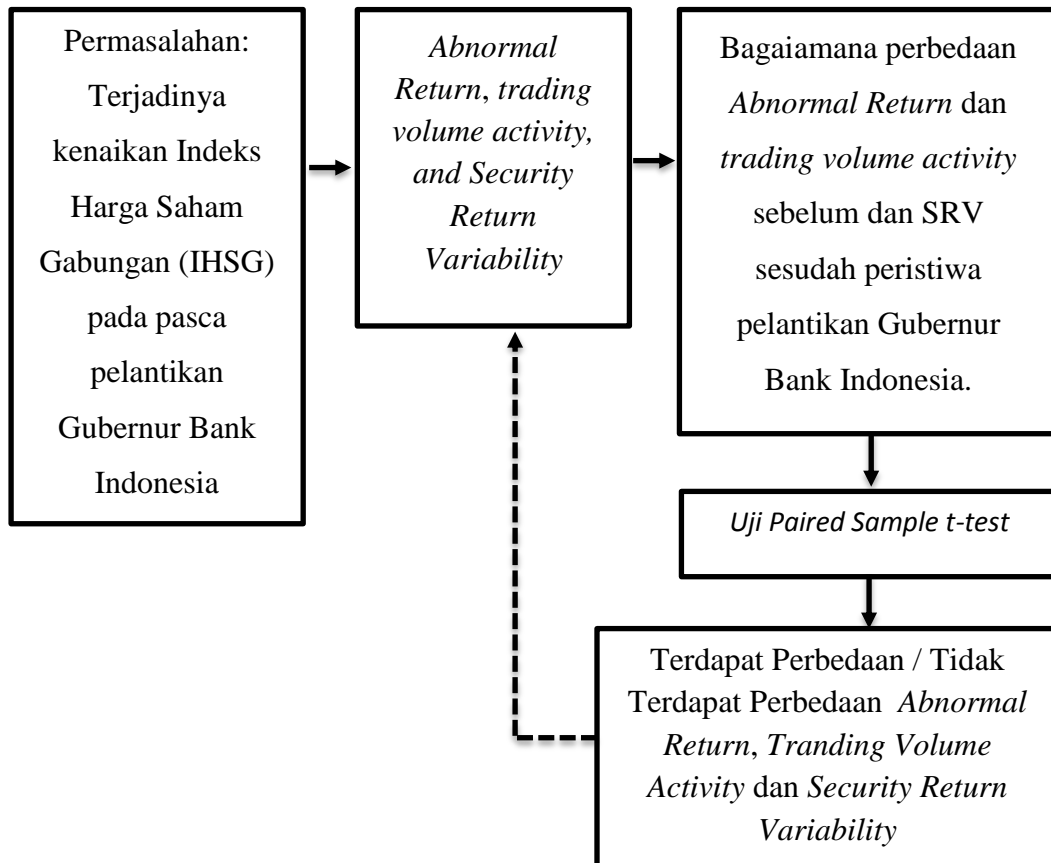 Permasalahan:
Terjadinya
kenaikan Indeks
Harga Saham
Gabungan (IHSG)
pada pasca
pelantikan
Gubernur Bank
Indonesia
Abnormal
Return, trading
volume activity,
and Security
Return
Variability
Bagaiamana perbedaan
Abnormal Return dan
trading volume activity
sebelum dan SRV
sesudah peristiwa
pelantikan Gubernur
Bank Indonesia.
Uji Paired Sample t-test
Terdapat Perbedaan / Tidak
Terdapat Perbedaan Abnormal
Return, Tranding Volume
Activity dan Security Return
Variability